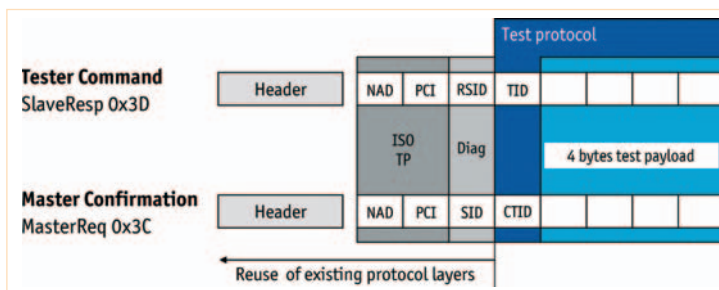 Test protocol
Tester Command
SlaveResp 0x3D
Header
NAD PCI RSID TID
ISO
TP
Diag
4 bytes test payload
Master Confirmation
MasterReq 0x3C
Header
NAD PCI SID CTID
Reuse of existing protocol layers